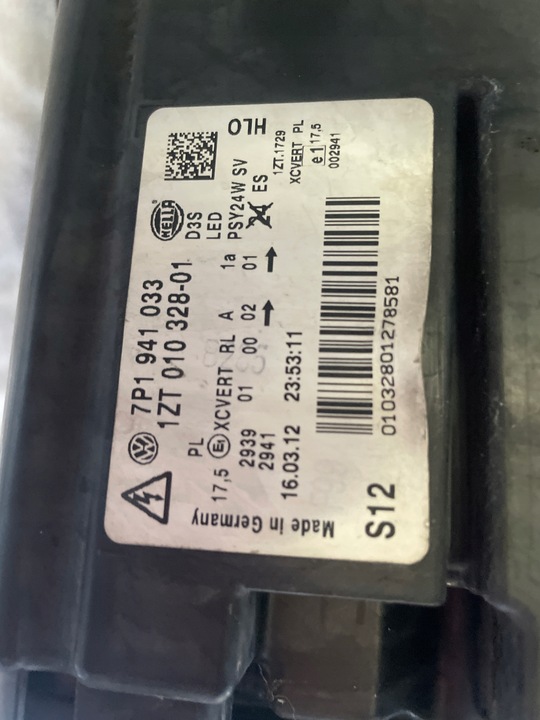 7P1 941 033
1ZT 010 328-01
HELLA
D3S
LED
PSY24W SV
24 ES
HLO
PL
17,5 E1 XCVERT RL A 1a
2939 01 00 02 01
2941 → →
16.03.12 23:53:11
1ZT.1729
XCVERT PL
e1 17,5
002941
01032801278581
Made in Germany
S12